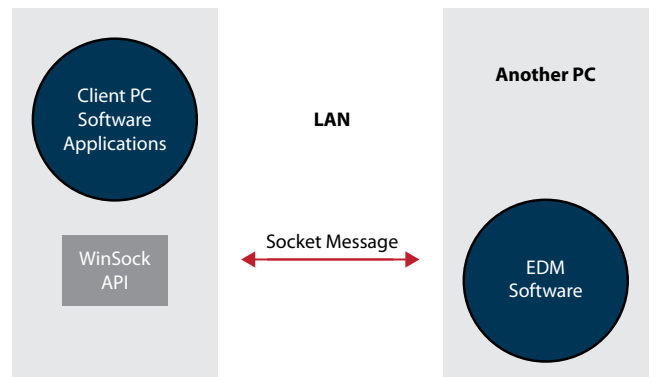 Client PC
Software
Applications
WinSock
API
LAN
Socket Message
Another PC
EDM
Software